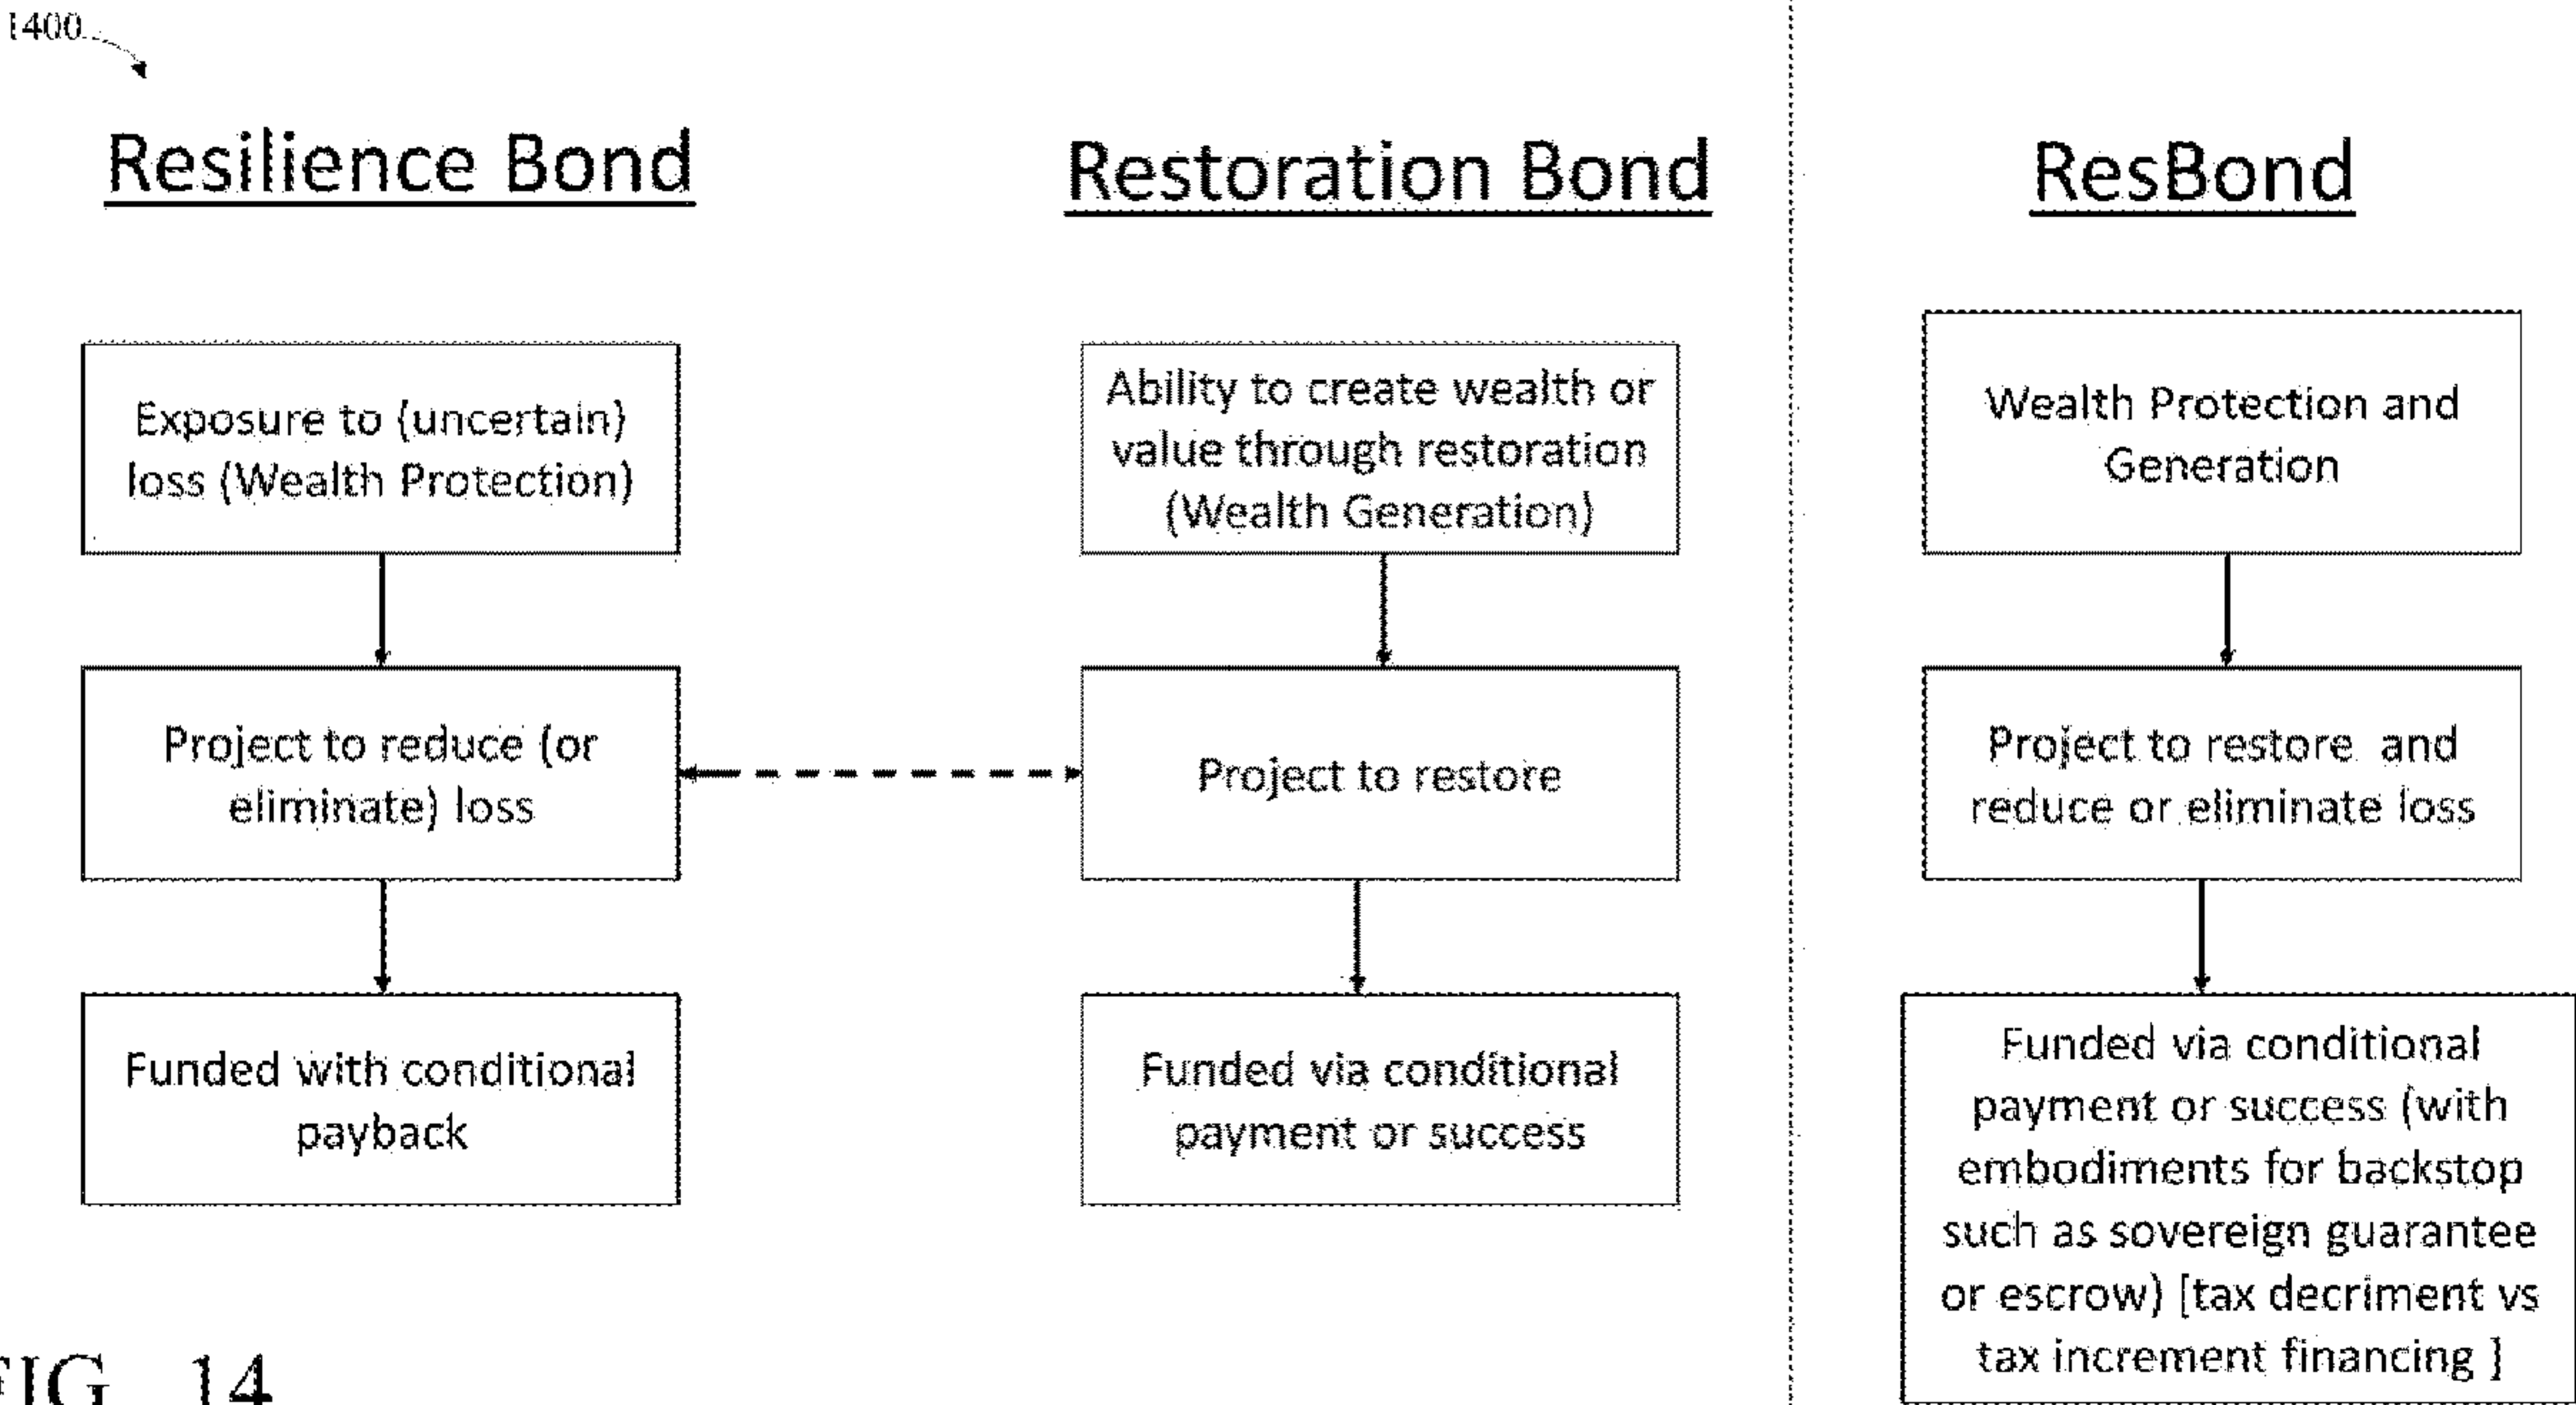 1400
Resilience Bond
Exposure to (uncertain)
loss (Wealth Protection)
Project to reduce (or
eliminate) loss
Funded with conditional
payback
Restoration Bond
Ability to create wealth or
value through restoration
(Wealth Generation)
Project to restore
Funded via conditional
payment or success
ResBond
Wealth Protection and
Generation
Project to restore and
reduce or eliminate loss
Funded via conditional
payment or success (with
embodiments for backstop
such as sovereign guarantee
or escrow) [tax decriment vs
tax increment financing ]
FIG 14